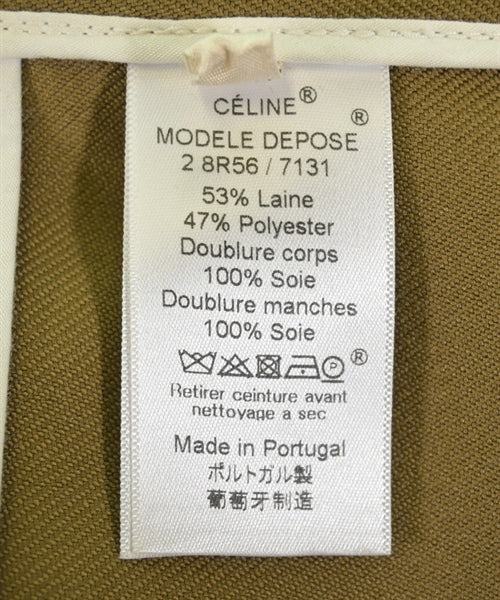 CÉLINE®
MODELE DEPOSE ®
2 8R56 / 7131
53% Laine
47% Polyester
Doublure corps
100% Soie
Doublure manches
100% Soie
P ®
Retirer ceinture avant
nettoyage a sec
Made in Portugal
ポルトガル製
葡萄牙制造